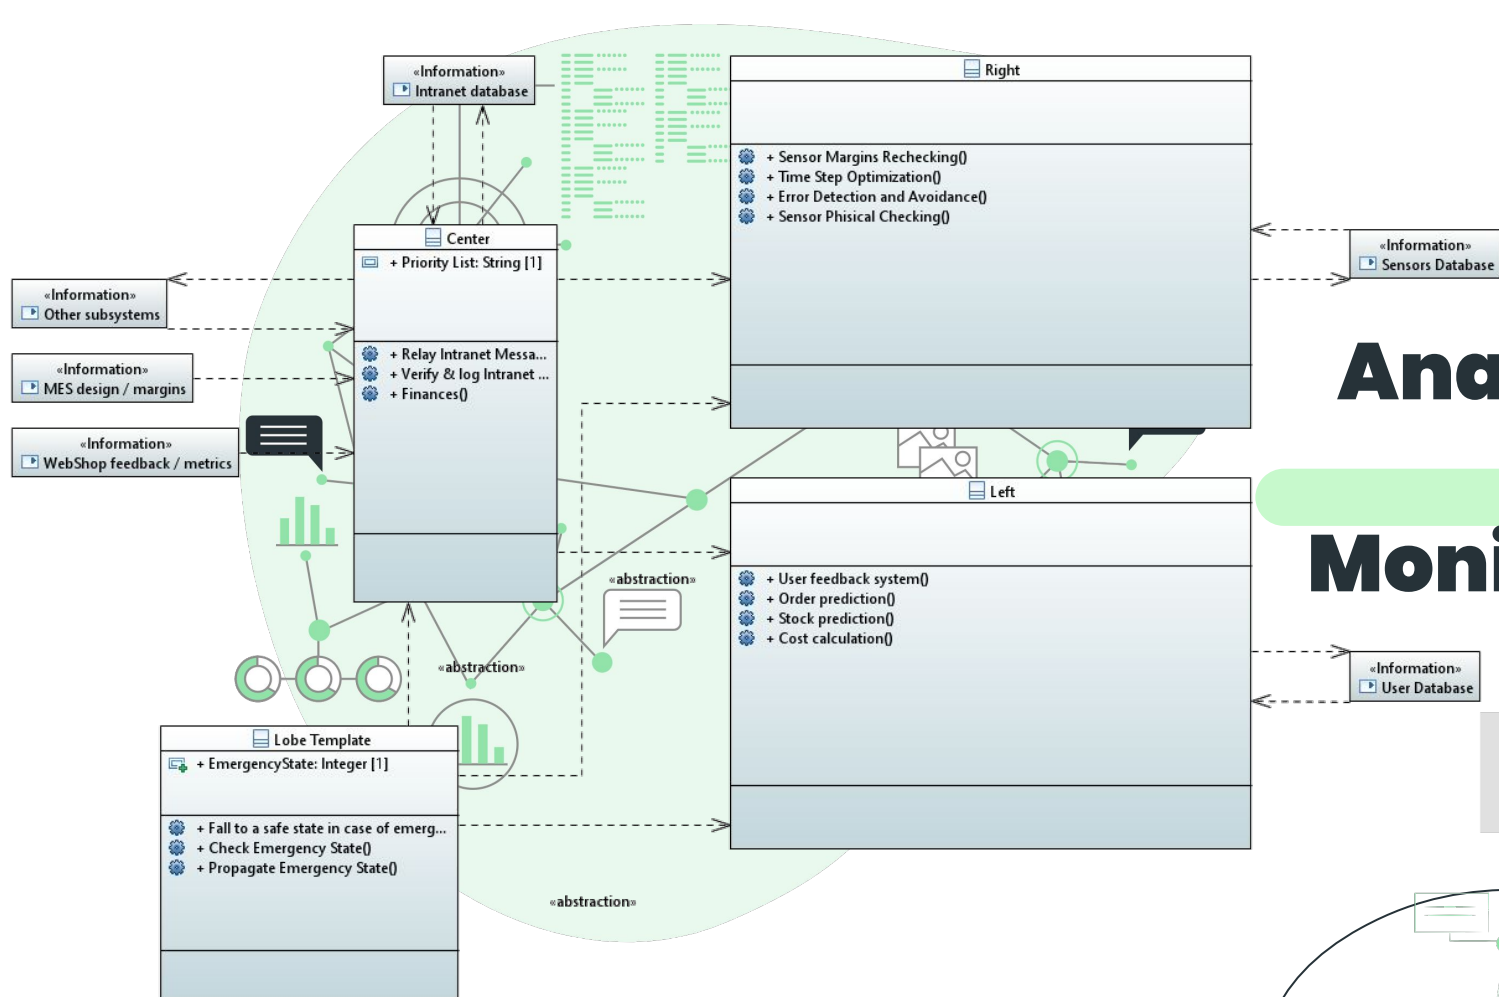 «Information»
Intranet database
Right
+ Sensor Margins Rechecking()
+ Time Step Optimization()
+ Error Detection and Avoidance()
+ Sensor Phisical Checking()
Center
+ Priority List: String [1]
+ Relay Intranet Messa...
+ Verify & log Intranet ...
+ Finances()
«Information»
Sensors Database
«Information»
Other subsystems
«Information»
MES design / margins
«Information»
WebShop feedback / metrics
Ana
Moni
Left
+ User feedback system()
+ Order prediction()
+ Stock prediction()
+ Cost calculation()
«abstraction»
«abstraction»
«Information»
User Database
Lobe Template
+ EmergencyState: Integer [1]
+ Fall to a safe state in case of emerg...
+ Check Emergency State()
+ Propagate Emergency State()
«abstraction»